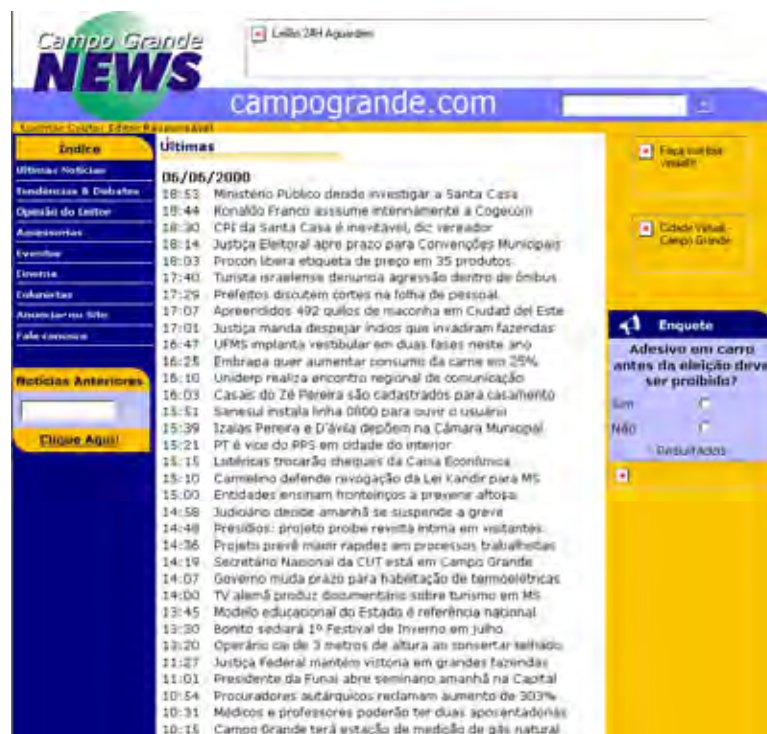 Campo Grande
NEWS
Leilão 24H Aguardem
campogrande.com
Editor Responsável
Índice
Últimas Notícias
Tendências & Debates
Opinião do Leitor
Assessorias
Eventos
Cinema
Colunistas
Anunciar no Site
Fale conosco
Notícias Anteriores
Clique Aqui!
Últimas
06/06/2000
18:53 Ministério Público decide investigar a Santa Casa
18:44 Ronaldo Franco assume interinamente a Cogecom
18:30 CPI da Santa Casa é inevitável, diz vereador
18:14 Justiça Eleitoral abre prazo para Convenções Municipais
18:03 Procon libera etiqueta de preço em 35 produtos
17:40 Turista israelense denuncia agressão dentro de ônibus
17:29 Prefeitos discutem cortes na folha de pessoal
17:07 Apreendidos 492 quilos de maconha em Ciudad del Este
17:01 Justiça manda despejar índios que invadiram fazendas
16:47 UFMS implanta vestibular em duas fases neste ano
16:25 Embrapa quer aumentar consumo da carne em 25%
16:10 Uniderp realiza encontro regional de comunicação
16:03 Casais do Zé Pereira são cadastrados para casamento
15:51 Sanesul instala linha 0800 para ouvir o usuário
15:39 Izaias Pereira e D'ávila depõem na Câmara Municipal
15:21 PT é vice do PPS em cidade do interior
15:15 Lotéricas trocarão cheques da Caixa Econômica
15:10 Carmelino defende revogação da Lei Kandir para MS
15:00 Entidades ensinam fronteiriços a prevenir aftosa
14:58 Judiciário decide amanhã se suspende a greve
14:48 Presídios: projeto proibe revista íntima em visitantes
14:36 Projeto prevê maior rapidez em processos trabalhistas
14:19 Secretário Nacional da CUT está em Campo Grande
14:07 Governo muda prazo para habilitação de termoelétricas
14:00 TV alemã produz documentário sobre turismo em MS
13:45 Modelo educacional do Estado é referência nacional
13:30 Bonito sediará 1º Festival de Inverno em julho
13:20 Operário cai de 3 metros de altura ao consertar telhado
11:27 Justiça Federal mantém vistoria em grandes fazendas
11:01 Presidente da Funai abre seminário amanhã na Capital
10:54 Procuradores autárquicos reclamam aumento de 303%
10:31 Médicos e professores poderão ter duas aposentadorias
10:15 Campo Grande terá estação de medição de gás natural
Faça sua loja
virtual!!
Cidade Virtual -
Campo Grande
Enquete
Adesivo em carro
antes da eleição deve
ser proibido?
Sim
Não
Resultados